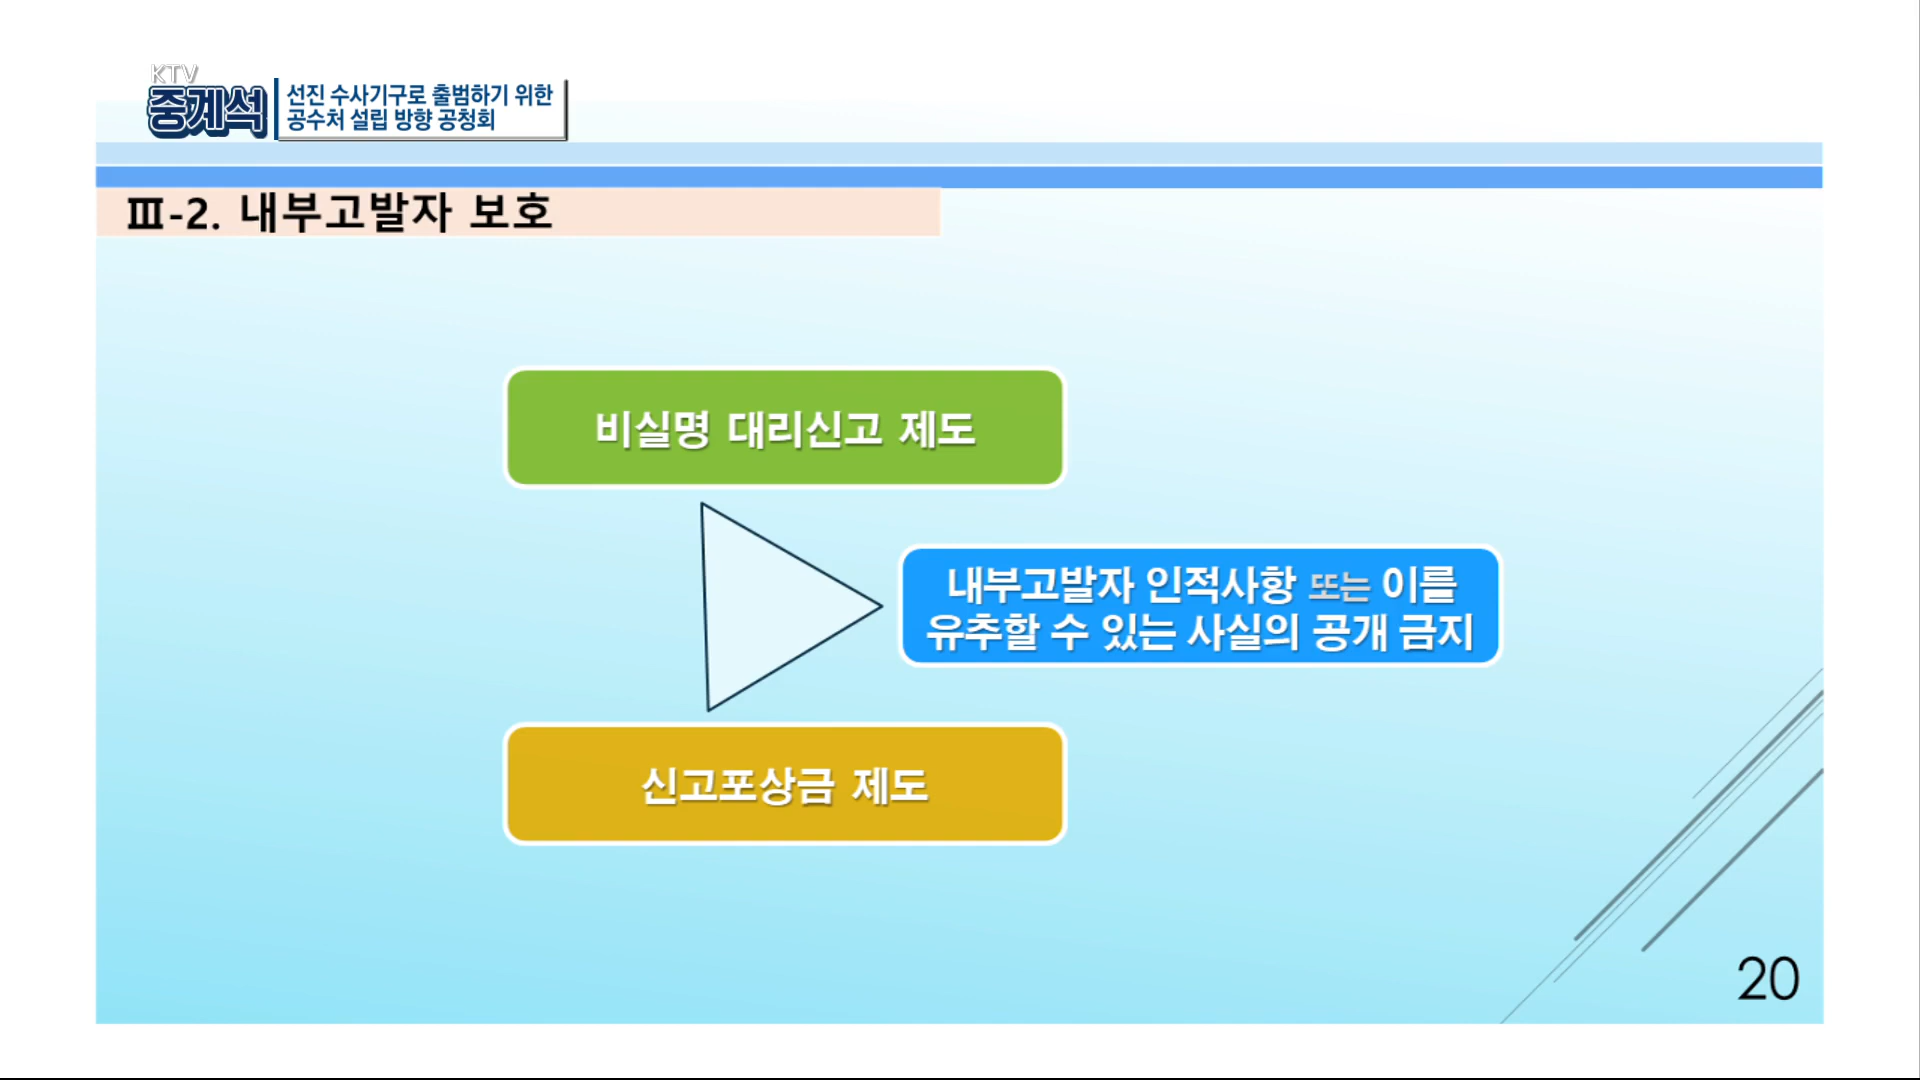 KTV
중계석
선진 수사기구로 출범하기 위한
공수처 설립 방향 공청회
Ⅲ-2. 내부고발자 보호
비실명 대리신고 제도
내부고발자 인적사항 또는 이를
유추할 수 있는 사실의 공개 금지
신고포상금 제도
20